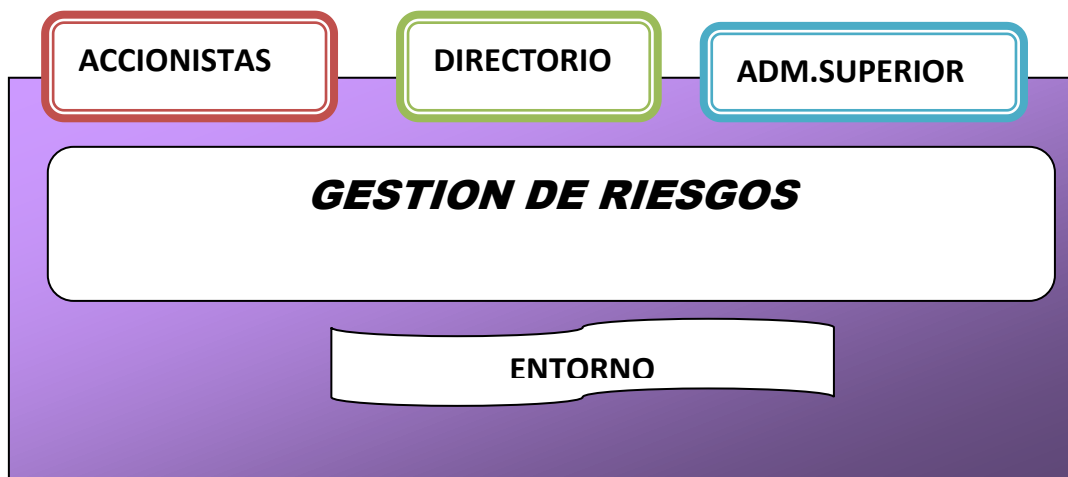 ACCIONISTAS
DIRECTORIO
ADM.SUPERIOR
GESTION DE RIESGOS
ENTORNO